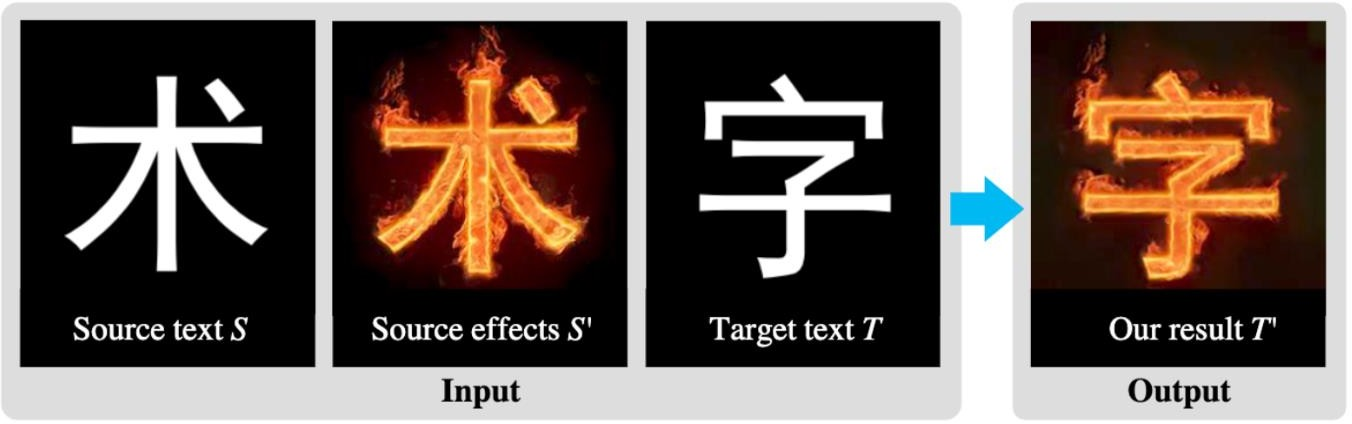 术
术
字
字
Source text S
Source effects S'
Target text T
Our result T'
Input
Output